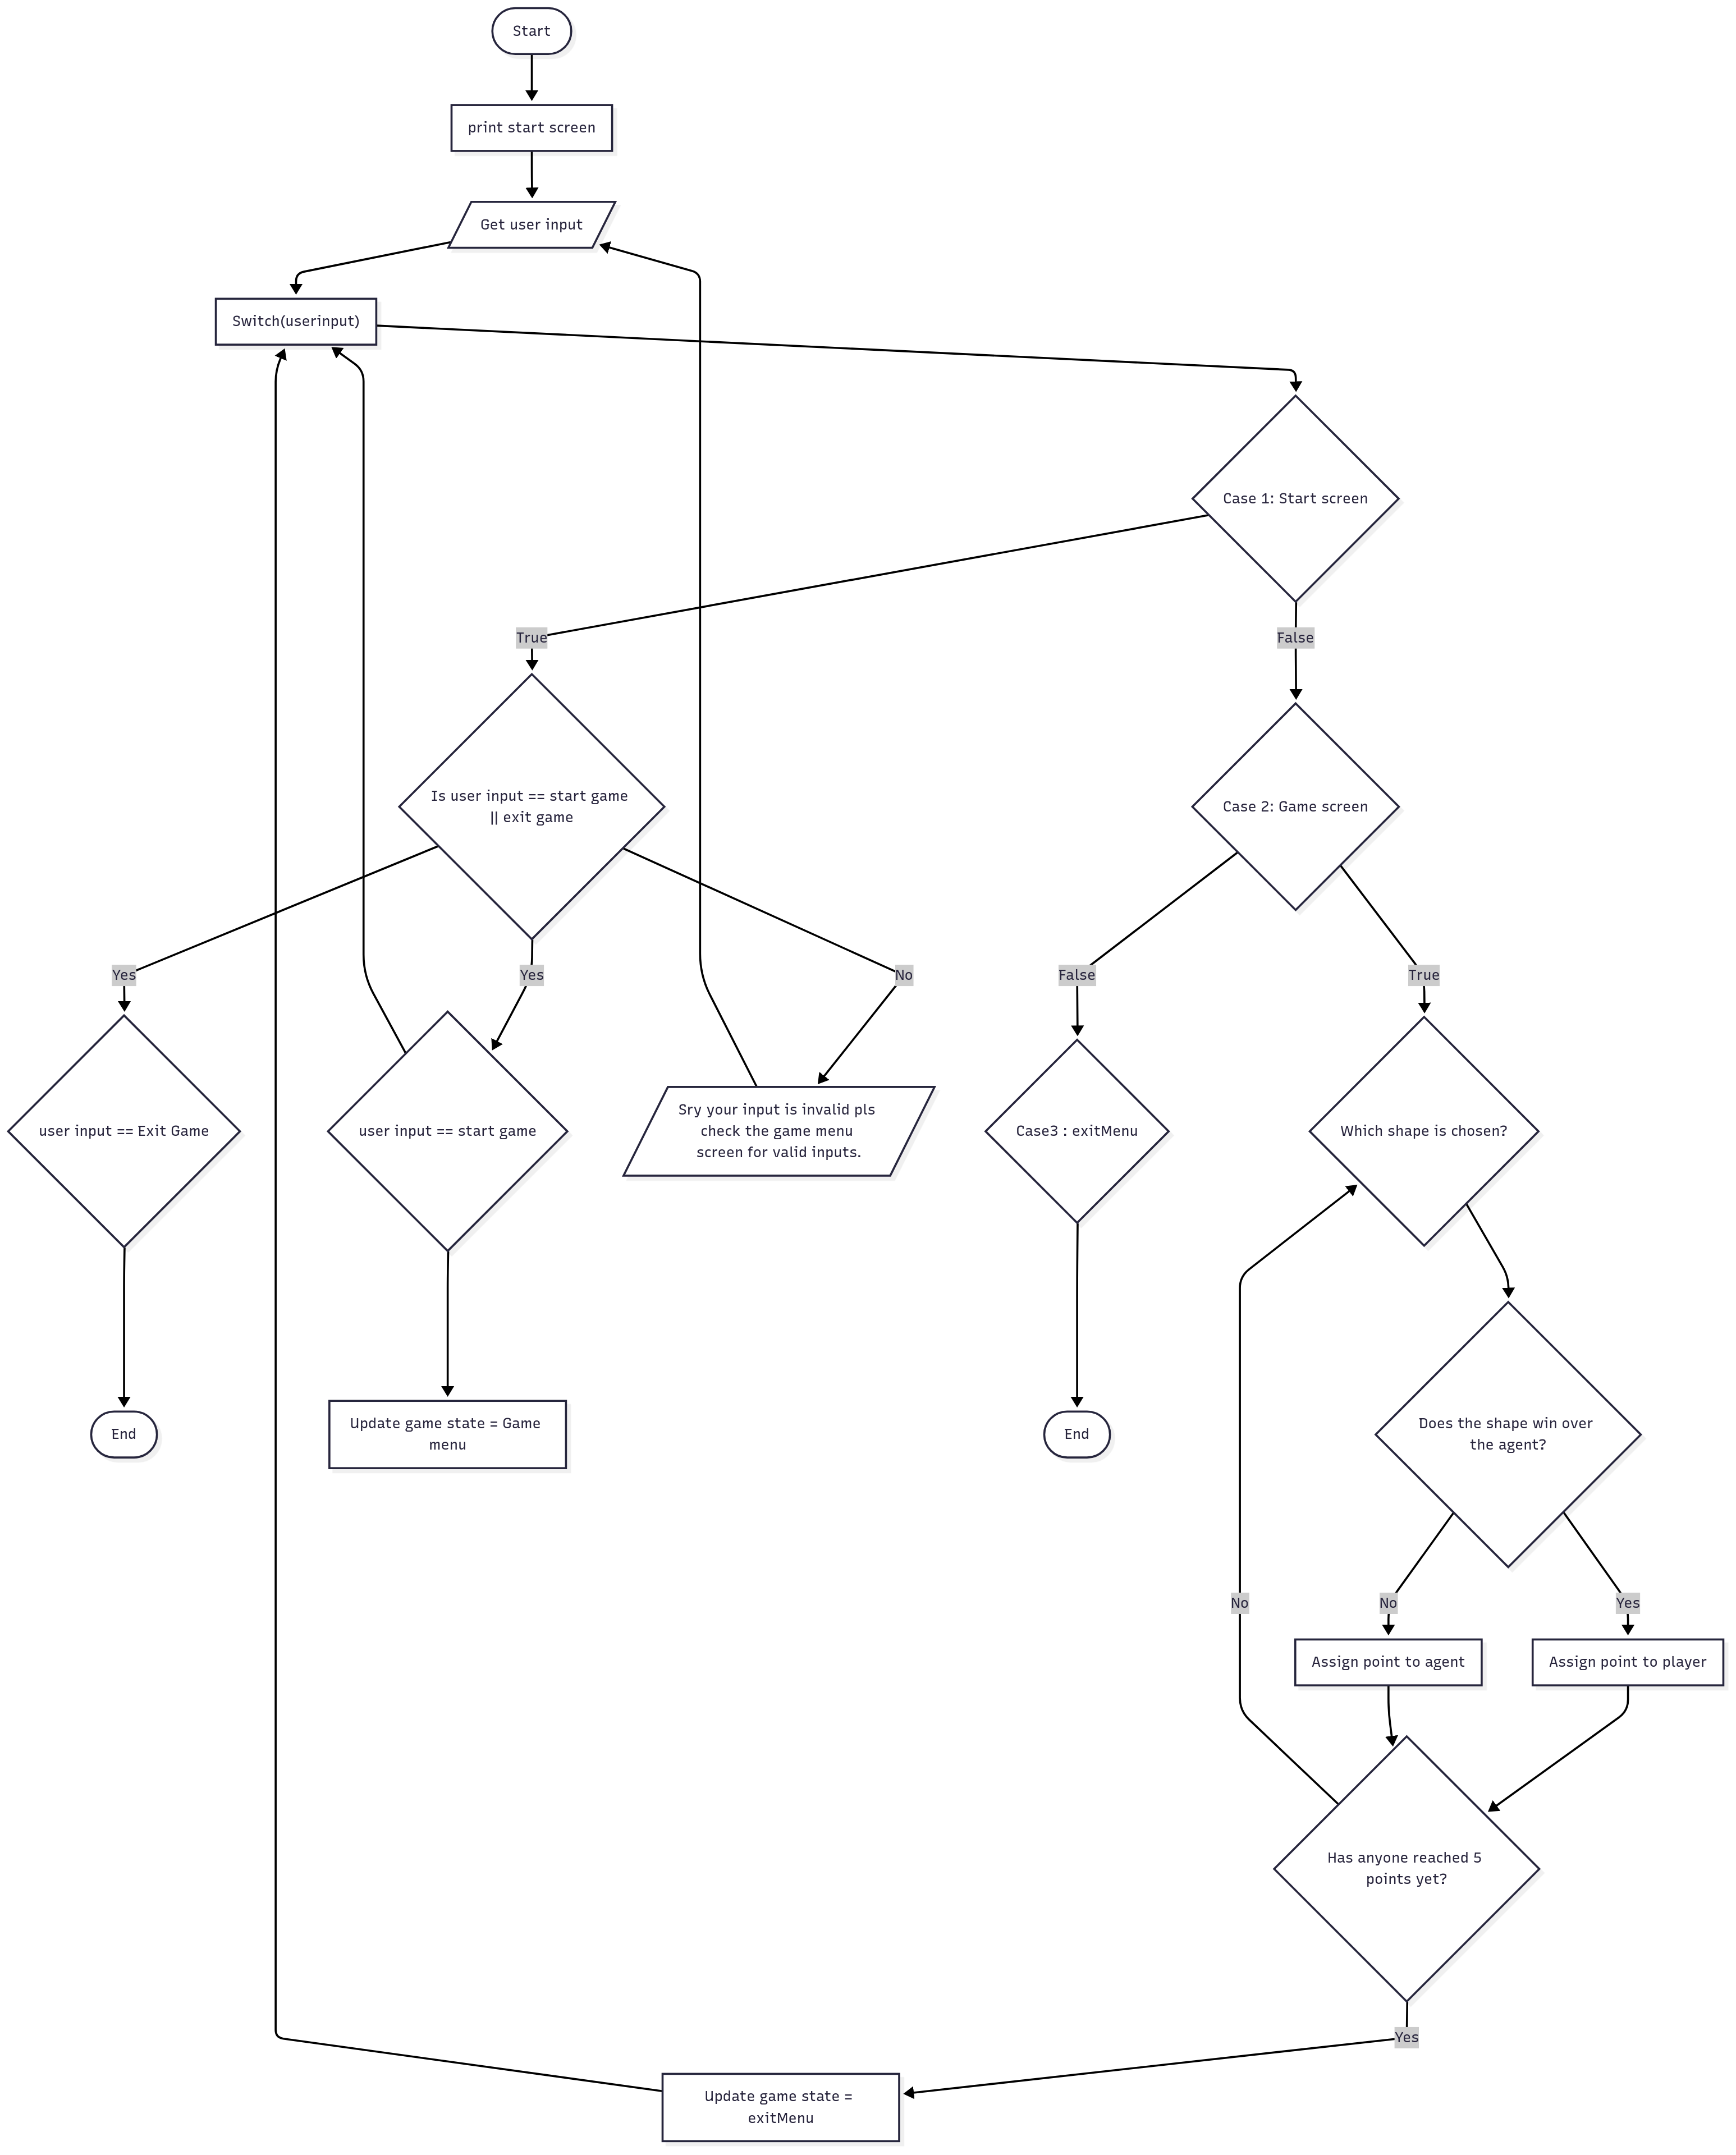 Start
print start screen
Get user input
Switch(userinput)
Case 1: Start screen
True
False
Is user input == start game
|| exit game
Case 2: Game screen
Yes
Yes
No
False
True
user input == Exit Game
user input == start game
Sry your input is invalid pls
check the game menu
screen for valid inputs.
Case3 : exitMenu
Which shape is chosen?
End
Update game state = Game
menu
End
Does the shape win over
the agent?
No
No
Yes
Assign point to agent
Assign point to player
Has anyone reached 5
points yet?
Yes
Update game state =
exitMenu